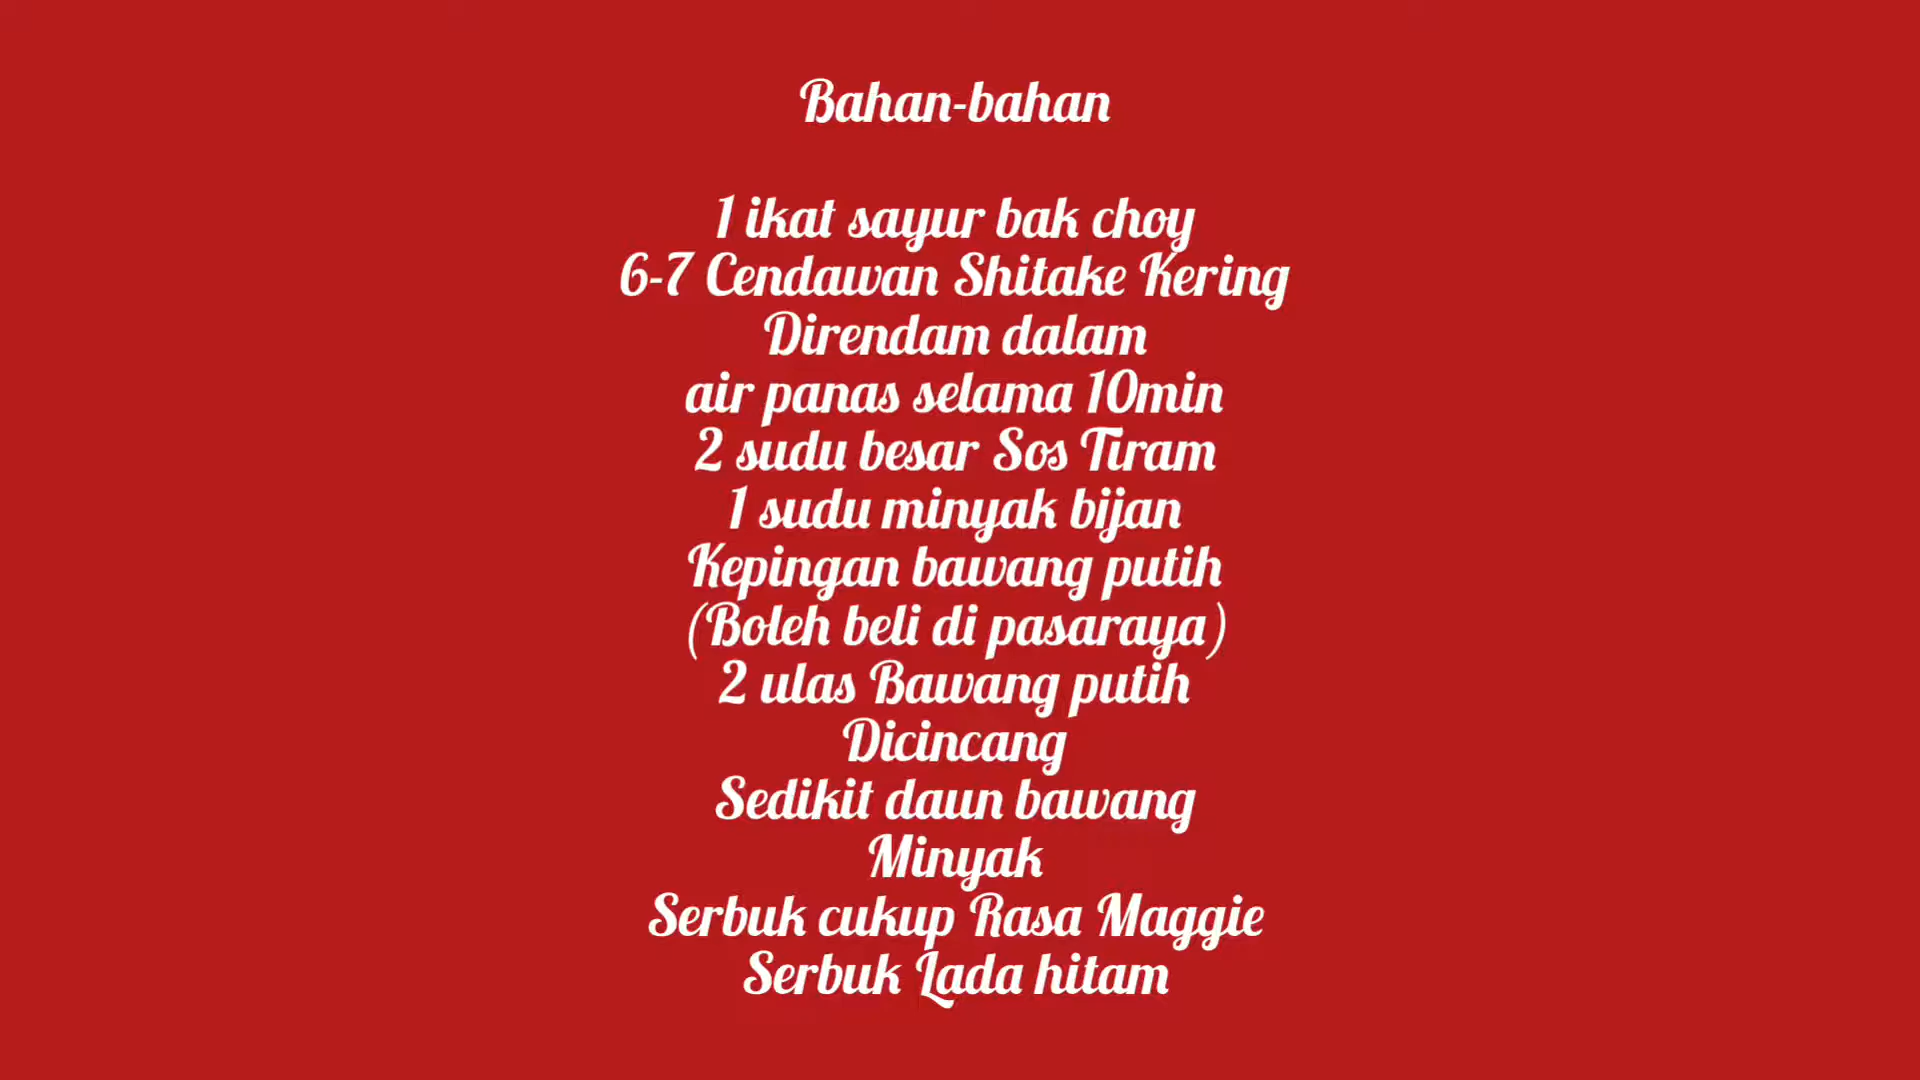 Bahan-bahan
1 ikat sayur bak choy
6-7 Cendawan Shitake Kering
Direndam dalam
air panas selama 10min
2 sudu besar Sos Tiram
1 sudu minyak bijan
Kepingan bawang putih
(Boleh beli di pasaraya)
2 ulas Bawang putih
Dicincang
Sedikit daun bawang
Minyak
Serbuk cukup Rasa Maggie
Serbuk Lada hitam